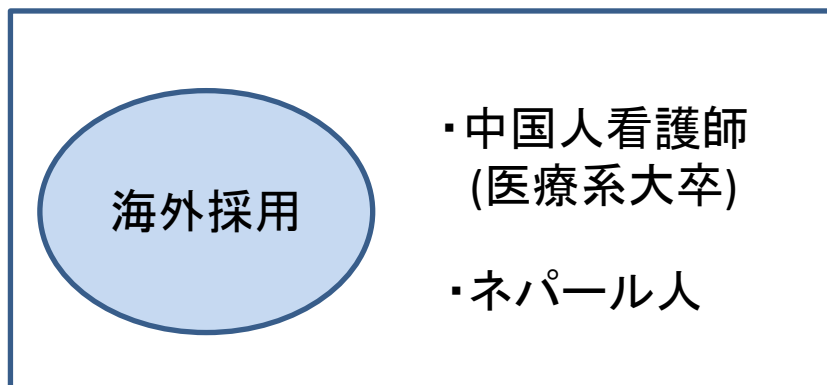 海外採用
・中国人看護師
(医療系大卒)
・ネパール人